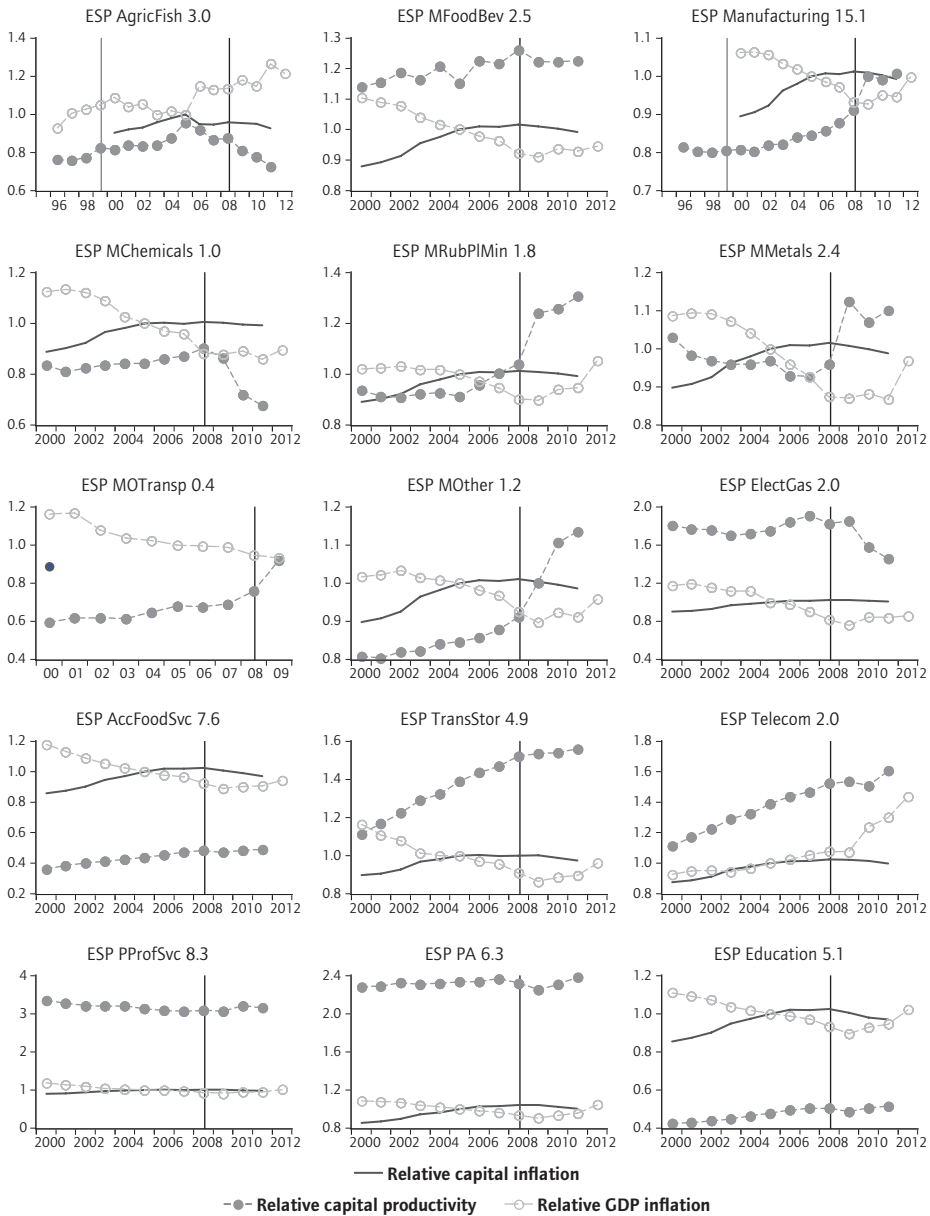 ESP AgricFish 3.0
1.4
1.2
1.0
0.8
0.6
96 98 00 02 04 06 08 10 12
ESP MFoodBev 2.5
1.3
1.2
1.1
1.0
0.9
0.8
2000 2002 2004 2006 2008 2010 2012
ESP Manufacturing 15.1
1.1
1.0
0.9
0.8
0.7
96 98 00 02 04 06 08 10 12
ESP MChemicals 1.0
1.2
1.0
0.8
0.6
2000 2002 2004 2006 2008 2010 2012
ESP MRubPlMin 1.8
1.4
1.2
1.0
0.8
2000 2002 2004 2006 2008 2010 2012
ESP MMetals 2.4
1.2
1.1
1.0
0.9
0.8
2000 2002 2004 2006 2008 2010 2012
ESP MOTransp 0.4
1.2
1.0
0.8
0.6
0.4
00 01 02 03 04 05 06 07 08 09
ESP MOther 1.2
1.2
1.1
1.0
0.9
0.8
2000 2002 2004 2006 2008 2010 2012
ESP ElectGas 2.0
2.0
1.6
1.2
0.8
0.4
2000 2002 2004 2006 2008 2010 2012
ESP AccFoodSvc 7.6
1.2
1.0
0.8
0.6
0.4
0.2
2000 2002 2004 2006 2008 2010 2012
ESP TransStor 4.9
1.6
1.4
1.2
1.0
0.8
2000 2002 2004 2006 2008 2010 2012
ESP Telecom 2.0
1.8
1.6
1.4
1.2
1.0
0.8
2000 2002 2004 2006 2008 2010 2012
ESP PProfSvc 8.3
4
3
2
1
0
2000 2002 2004 2006 2008 2010 2012
ESP PA 6.3
2.4
2.0
1.6
1.2
0.8
2000 2002 2004 2006 2008 2010 2012
ESP Education 5.1
1.2
1.0
0.8
0.6
0.4
2000 2002 2004 2006 2008 2010 2012
Relative capital inflation
Relative capital productivity Relative GDP inflation